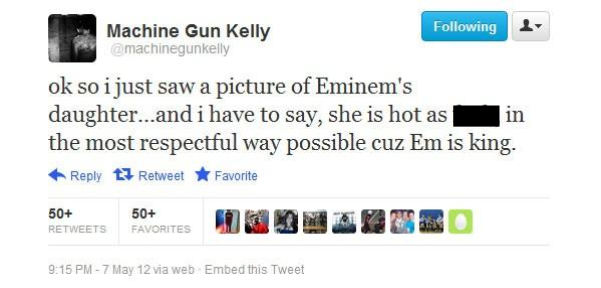 Machine Gun Kelly
@machinegunkelly
Following
ok so i just saw a picture of Eminem's
daughter...and i have to say, she is hot as in
the most respectful way possible cuz Em is king.
Reply Retweet Favorite
50+
RETWEETS
50+
FAVORITES
9:15 PM - 7 May 12 via web · Embed this Tweet